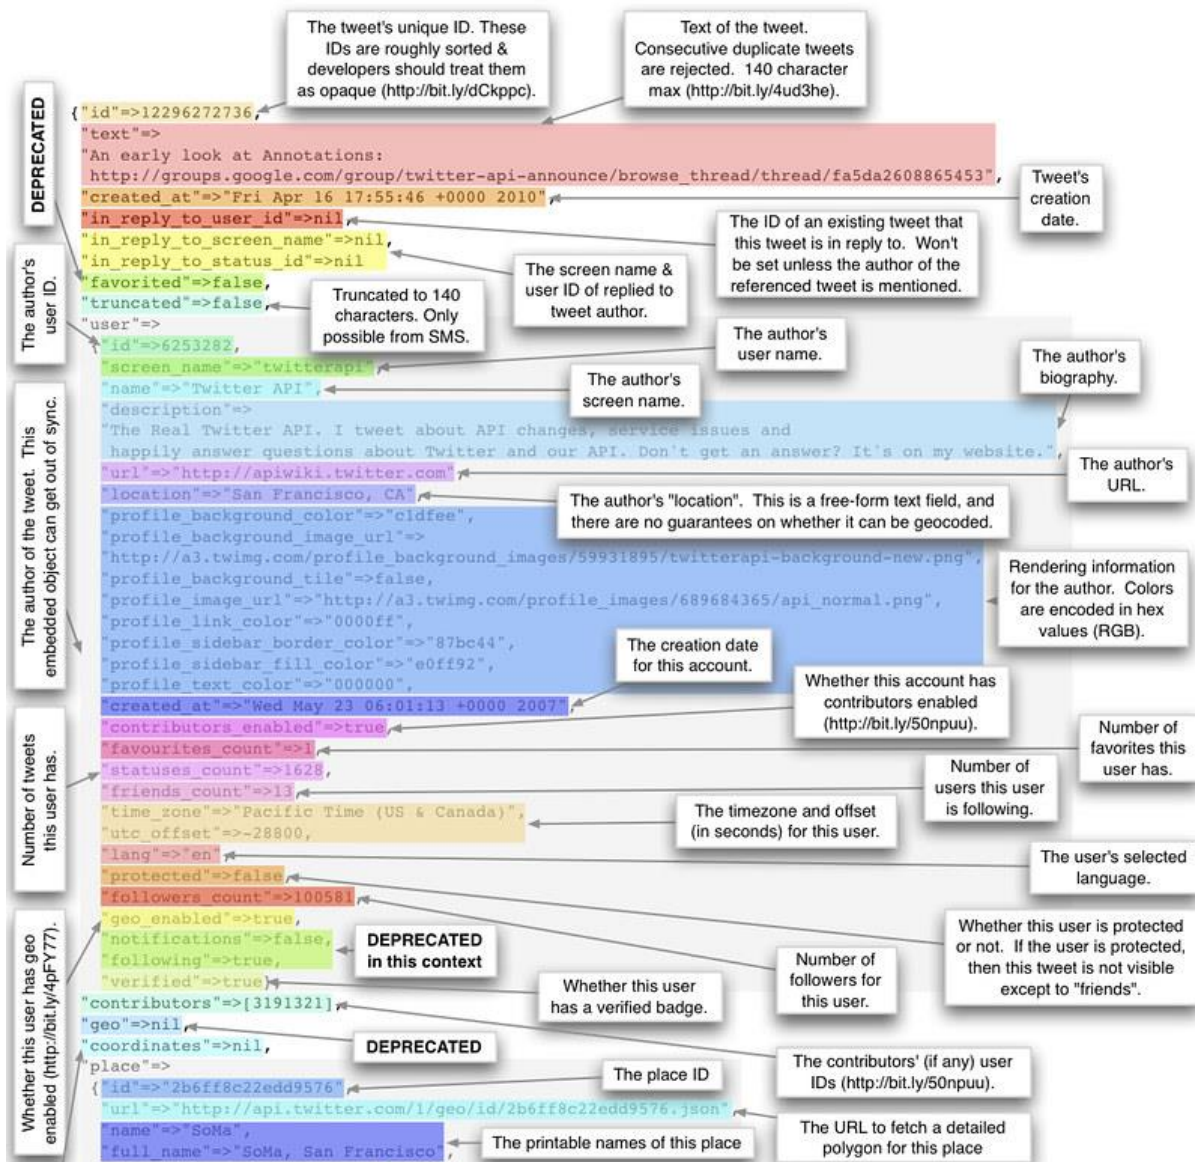 The tweet's unique ID. These
IDs are roughly sorted &
developers should treat them
as opaque (http://bit.ly/dCkppc).
Text of the tweet.
Consecutive duplicate tweets
are rejected. 140 character
max (http://bit.ly/4ud3he).
DEPRECATED
{"id"=>12296272736,
"text"=>
"An early look at Annotations:
http://groups.google.com/group/twitter-api-announce/browse_thread/thread/fa5da2608865453",
"created_at"=>"Fri Apr 16 17:55:46 +0000 2010",
Tweet's
creation
date.
"in_reply_to_user_id"=>nil,
"in_reply_to_screen_name"=>nil,
"in_reply_to_status_id"=>nil
The ID of an existing tweet that
this tweet is in reply to. Won't
be set unless the author of the
referenced tweet is mentioned.
The screen name &
user ID of replied to
tweet author.
"favorited"=>false,
"truncated"=>false,
Truncated to 140
characters. Only
possible from SMS.
The author's
user ID.
"user"=>
{"id"=>6253282,
"screen_name"=>"twitterapi",
The author's
user name.
"name"=>"Twitter API",
The author's
screen name.
The author's
biography.
"description"=>
"The Real Twitter API. I tweet about API changes, service issues and
happily answer questions about Twitter and our API. Don't get an answer? It's on my website.",
"url"=>"http://apiwiki.twitter.com",
The author's
URL.
"location"=>"San Francisco, CA",
The author's "location". This is a free-form text field, and
there are no guarantees on whether it can be geocoded.
The author of the tweet. This
embedded object can get out of sync.
"profile_background_color"=>"c1dfee",
"profile_background_image_url"=>
"http://a3.twimg.com/profile_background_images/59931895/twitterapi-background-new.png",
"profile_background_tile"=>false,
"profile_image_url"=>"http://a3.twimg.com/profile_images/689684365/api_normal.png",
"profile_link_color"=>"0000ff",
"profile_sidebar_border_color"=>"87bc44",
"profile_sidebar_fill_color"=>"e0ff92",
"profile_text_color"=>"000000",
Rendering information
for the author. Colors
are encoded in hex
values (RGB).
The creation date
for this account.
"created_at"=>"Wed May 23 06:01:13 +0000 2007",
Whether this account has
contributors enabled
(http://bit.ly/50npuu).
"contributors_enabled"=>true,
"favourites_count"=>1,
Number of
favorites this
user has.
"statuses_count"=>1628,
Number of tweets
this user has.
"friends_count"=>13,
Number of
users this user
is following.
"time_zone"=>"Pacific Time (US & Canada)",
"utc_offset"=>-28800,
The timezone and offset
(in seconds) for this user.
"lang"=>"en",
The user's selected
language.
"protected"=>false,
Whether this user is protected
or not. If the user is protected,
then this tweet is not visible
except to "friends".
"followers_count"=>100581,
Number of
followers for
this user.
"geo_enabled"=>true,
Whether this user has geo
enabled (http://bit.ly/4pFY77).
"notifications"=>false,
"following"=>true,
DEPRECATED
in this context
"verified"=>true}
Whether this user
has a verified badge.
"contributors"=>[3191321],
The contributors' (if any) user
IDs (http://bit.ly/50npuu).
"geo"=>nil,
DEPRECATED
"coordinates"=>nil,
"place"=>
{"id"=>"2b6ff8c22edd9576",
The place ID
"url"=>"http://api.twitter.com/1/geo/id/2b6ff8c22edd9576.json",
The URL to fetch a detailed
polygon for this place
"name"=>"SoMa",
"full_name"=>"SoMa, San Francisco",
The printable names of this place